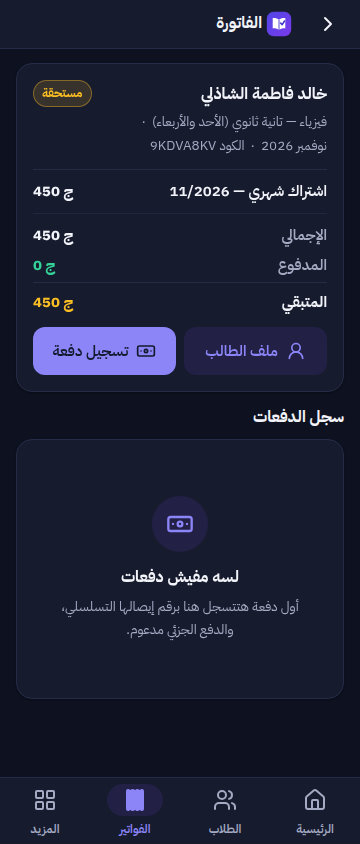 الفاتورة
خالد فاطمة الشاذلي
مستحقة
فيزياء — تانية ثانوي (الأحد والأربعاء) ·
نوفمبر 2026 · الكود 9KDVA8KV
اشتراك شهري — 11/2026
450 ج
الإجمالي
450 ج
المدفوع
0 ج
المتبقي
450 ج
ملف الطالب
تسجيل دفعة
سجل الدفعات
لسه مفيش دفعات
أول دفعة هتتسجل هنا برقم إيصالها التسلسلي،
والدفع الجزئي مدعوم.
الرئيسية
الطلاب
الفواتير
المزيد